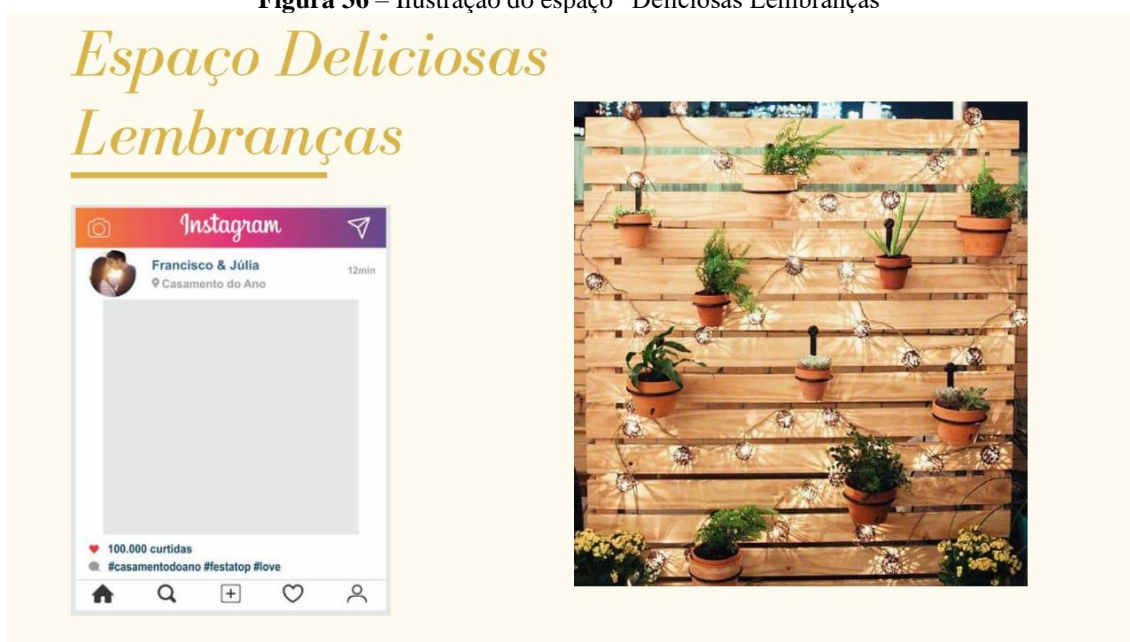 Figura 56 – Ilustração do espaço "Deliciosas Lembranças"
Espaço Deliciosas
Lembranças
Instagram
Francisco & Júlia
12min
Casamento do Ano
100.000 curtidas
#casamentodoano #festatop #love